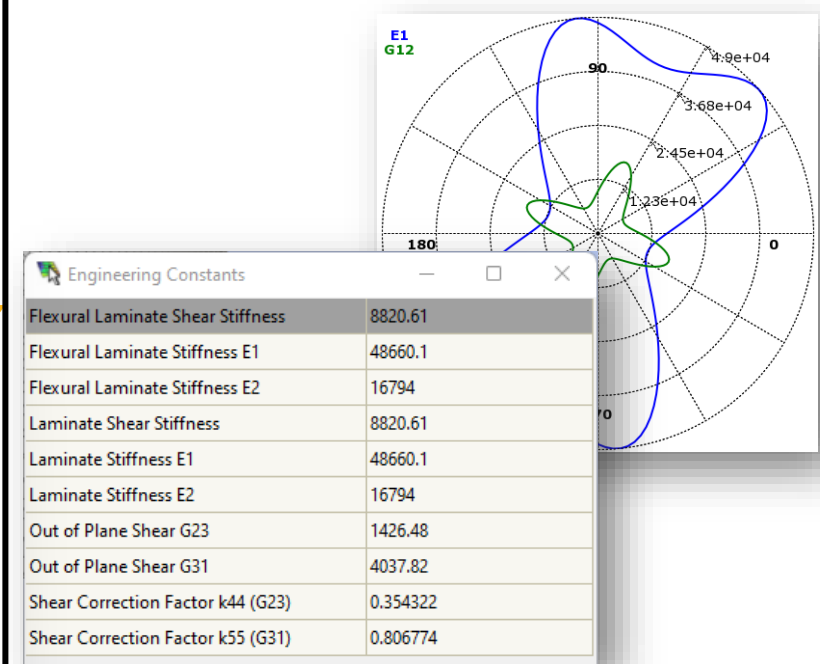 E1
G12
4.9e+04
90
3.68e+04
2.45e+04
1.23e+04
180
0
Engineering Constants
Flexural Laminate Shear Stiffness 8820.61
Flexural Laminate Stiffness E1 48660.1
Flexural Laminate Stiffness E2 16794
Laminate Shear Stiffness 8820.61
Laminate Stiffness E1 48660.1
Laminate Stiffness E2 16794
Out of Plane Shear G23 1426.48
Out of Plane Shear G31 4037.82
Shear Correction Factor k44 (G23) 0.354322
Shear Correction Factor k55 (G31) 0.806774